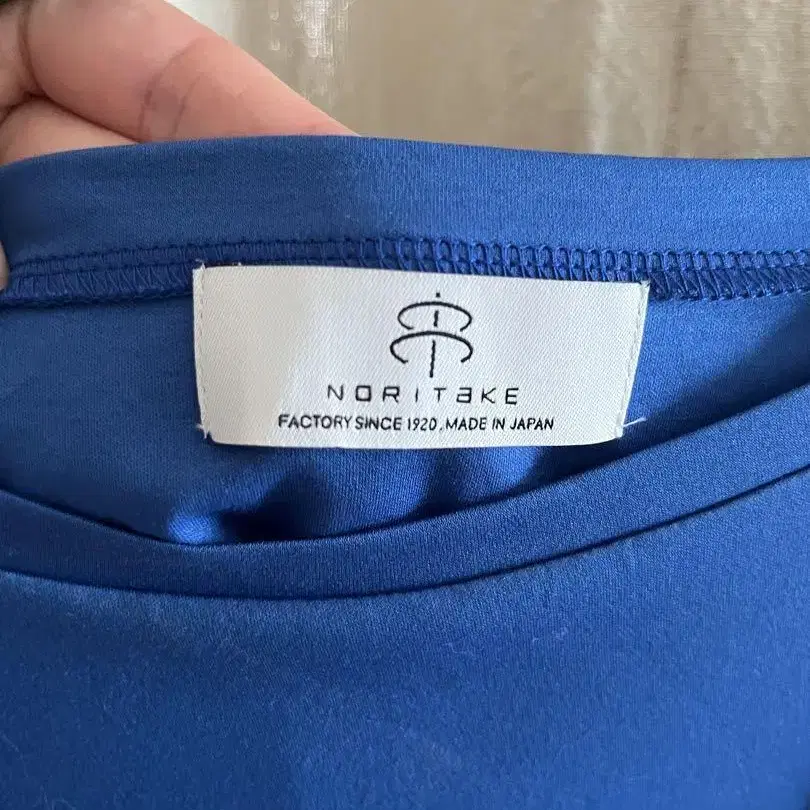 NORITAKE
FACTORY SINCE 1920. MADE IN JAPAN